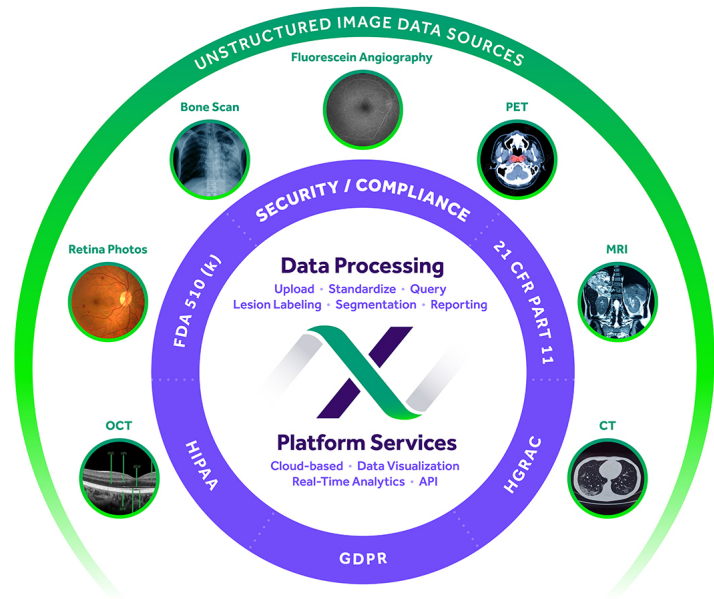 UNSTRUCTURED IMAGE DATA SOURCES
Fluorescein Angiography
Bone Scan
PET
Retina Photos
MRI
OCT
CT
SECURITY / COMPLIANCE
FDA 510 (k)
21 CFR PART 11
HIPAA
HGRAC
GDPR
Data Processing
Upload • Standardize • Query
Lesion Labeling • Segmentation • Reporting
Platform Services
Cloud-based • Data Visualization
Real-Time Analytics • API